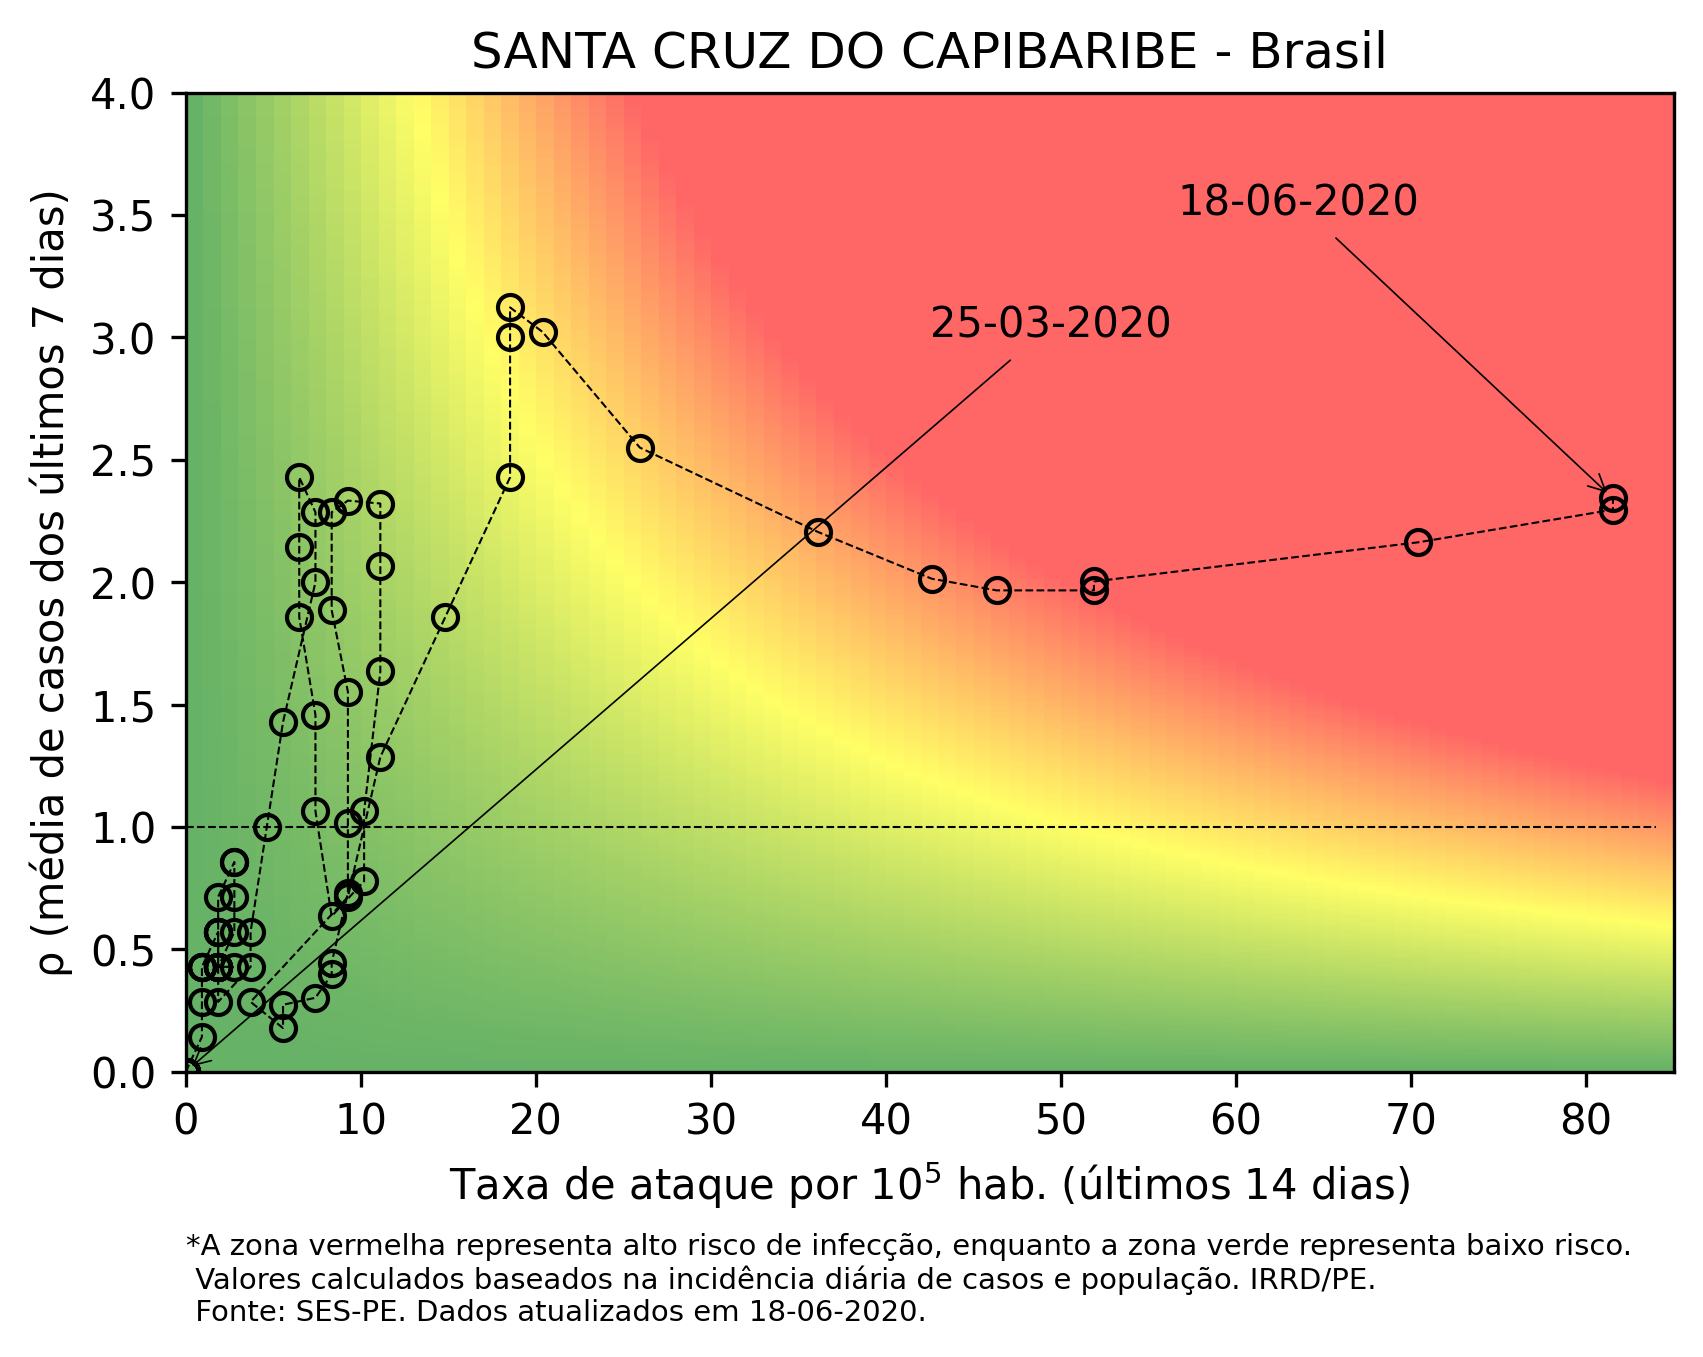 SANTA CRUZ DO CAPIBARIBE - Brasil
4.0
3.5
3.0
2.5
2.0
1.5
1.0
0.5
0.0
ρ (média de casos dos últimos 7 dias)
18-06-2020
25-03-2020
0 10 20 30 40 50 60 70 80
Taxa de ataque por 10⁵ hab. (últimos 14 dias)
*A zona vermelha representa alto risco de infecção, enquanto a zona verde representa baixo risco.
Valores calculados baseados na incidência diária de casos e população. IRRD/PE.
Fonte: SES-PE. Dados atualizados em 18-06-2020.